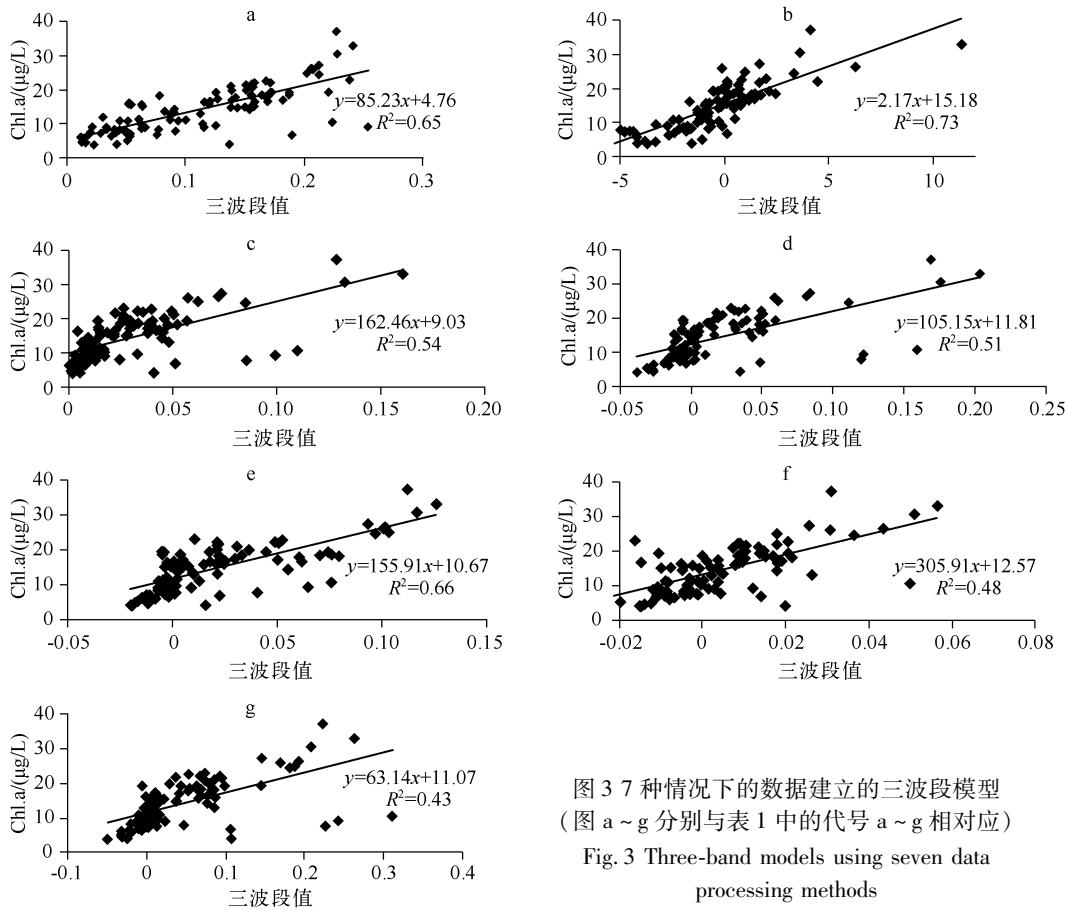 a
Chl.a/(μg/L)
40
30
20
10
0
y=85.23x+4.76
R²=0.65
0 0.1 0.2 0.3
三波段值
b
Chl.a/(μg/L)
40
30
20
10
0
y=2.17x+15.18
R²=0.73
-5 0 5 10
三波段值
c
Chl.a/(μg/L)
40
30
20
10
0
y=162.46x+9.03
R²=0.54
0 0.05 0.10 0.15 0.20
三波段值
d
Chl.a/(μg/L)
40
30
20
10
0
y=105.15x+11.81
R²=0.51
-0.05 0 0.05 0.10 0.15 0.20 0.25
三波段值
e
Chl.a/(μg/L)
40
30
20
10
0
y=155.91x+10.67
R²=0.66
-0.05 0 0.05 0.10 0.15
三波段值
f
Chl.a/(μg/L)
40
30
20
10
0
y=305.91x+12.57
R²=0.48
-0.02 0 0.02 0.04 0.06 0.08
三波段值
g
Chl.a/(μg/L)
40
30
20
10
0
y=63.14x+11.07
R²=0.43
-0.1 0 0.1 0.2 0.3 0.4
三波段值
图 3 7 种情况下的数据建立的三波段模型
(图 a ~ g 分别与表 1 中的代号 a ~ g 相对应)
Fig. 3 Three-band models using seven data
processing methods